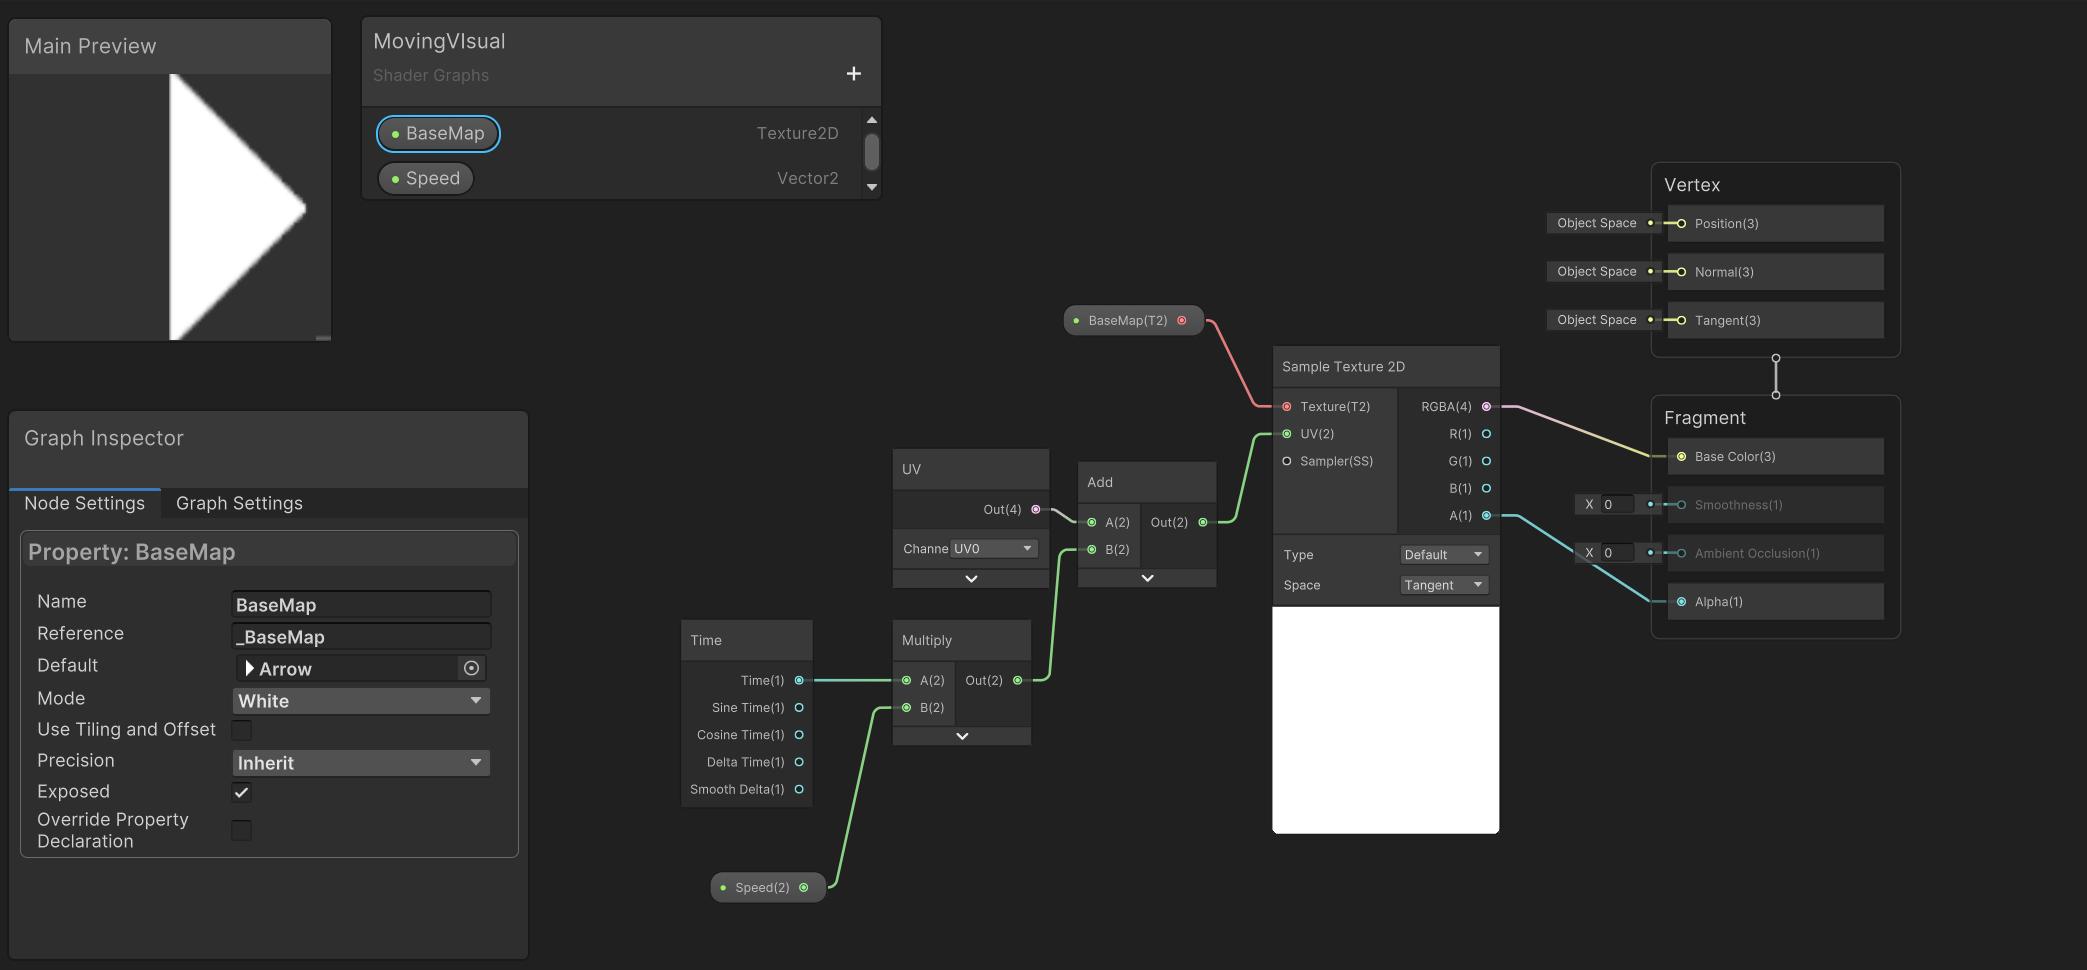 Main Preview
MovingVIsual
Shader Graphs
+
BaseMap
Texture2D
Speed
Vector2
Graph Inspector
Node Settings
Graph Settings
Property: BaseMap
Name
BaseMap
Reference
_BaseMap
Default
Arrow
Mode
White
Use Tiling and Offset
Precision
Inherit
Exposed
Override Property
Declaration
BaseMap(T2)
UV
Out(4)
Channe
UV0
Add
A(2)
Out(2)
B(2)
Time
Time(1)
Sine Time(1)
Cosine Time(1)
Delta Time(1)
Smooth Delta(1)
Multiply
A(2)
Out(2)
B(2)
Speed(2)
Sample Texture 2D
Texture(T2)
RGBA(4)
UV(2)
R(1)
Sampler(SS)
G(1)
B(1)
A(1)
Type
Default
Space
Tangent
Vertex
Object Space
Position(3)
Object Space
Normal(3)
Object Space
Tangent(3)
Fragment
Base Color(3)
X 0
Smoothness(1)
X 0
Ambient Occlusion(1)
Alpha(1)